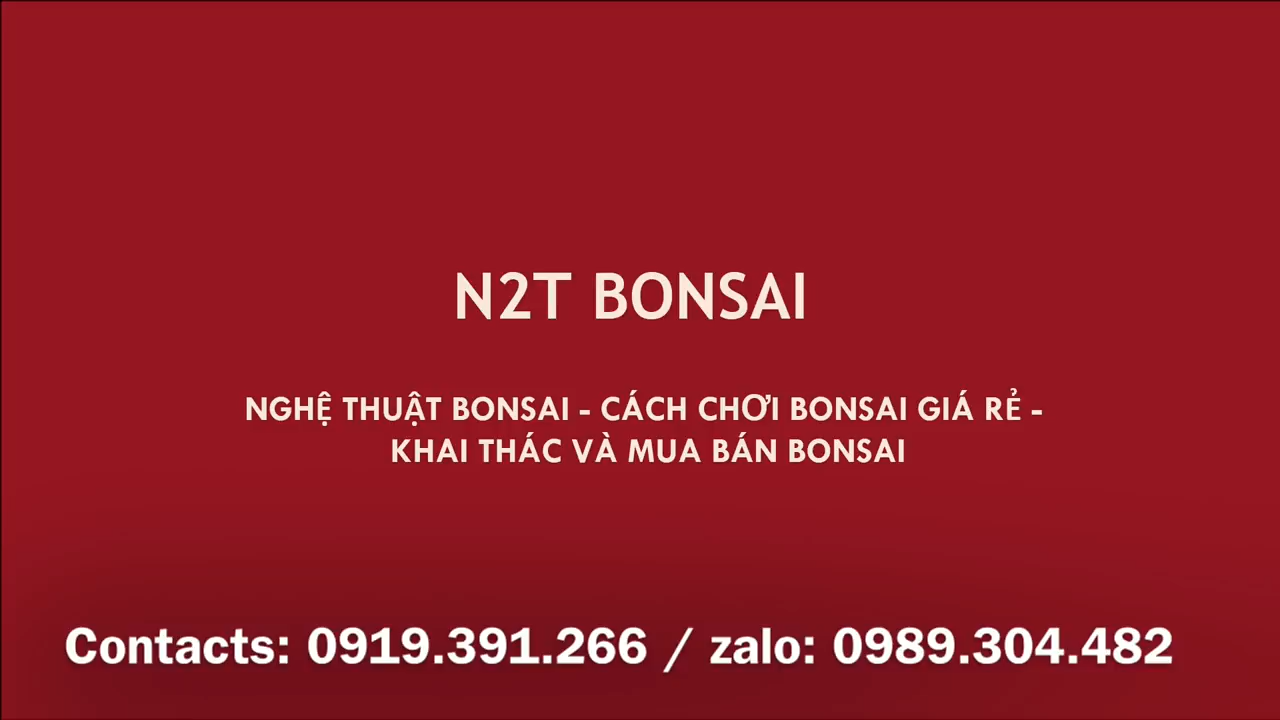 N2T BONSAI
NGHỆ THUẬT BONSAI - CÁCH CHƠI BONSAI GIÁ RẺ -
KHAI THÁC VÀ MUA BÁN BONSAI
Contacts: 0919.391.266 / zalo: 0989.304.482